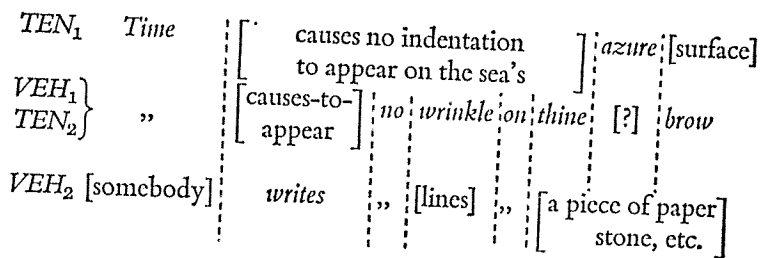 TEN₁ Time [causes no indentation azure [surface]
to appear on the sea's]
VEH₁ [causes-to-
TEN₂} ” appear] no wrinkle on thine [?] brow
VEH₂ [somebody] writes ” [lines] ” [a piece of paper
stone, etc.]